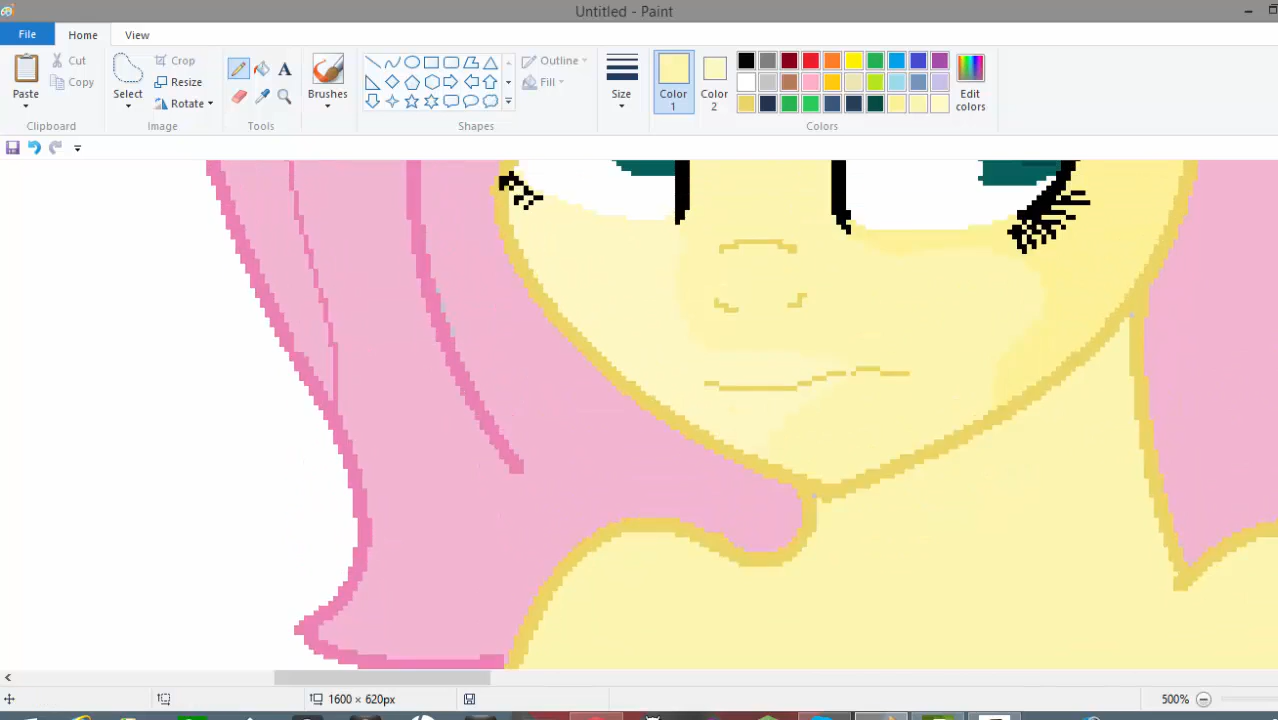 Untitled - Paint
File
Home
View
Paste
Cut
Copy
Clipboard
Select
Crop
Resize
Rotate
Image
A
Tools
Brushes
Outline
Fill
Shapes
Size
Color 1
Color 2
Edit colors
Colors
1600 × 620px
500%